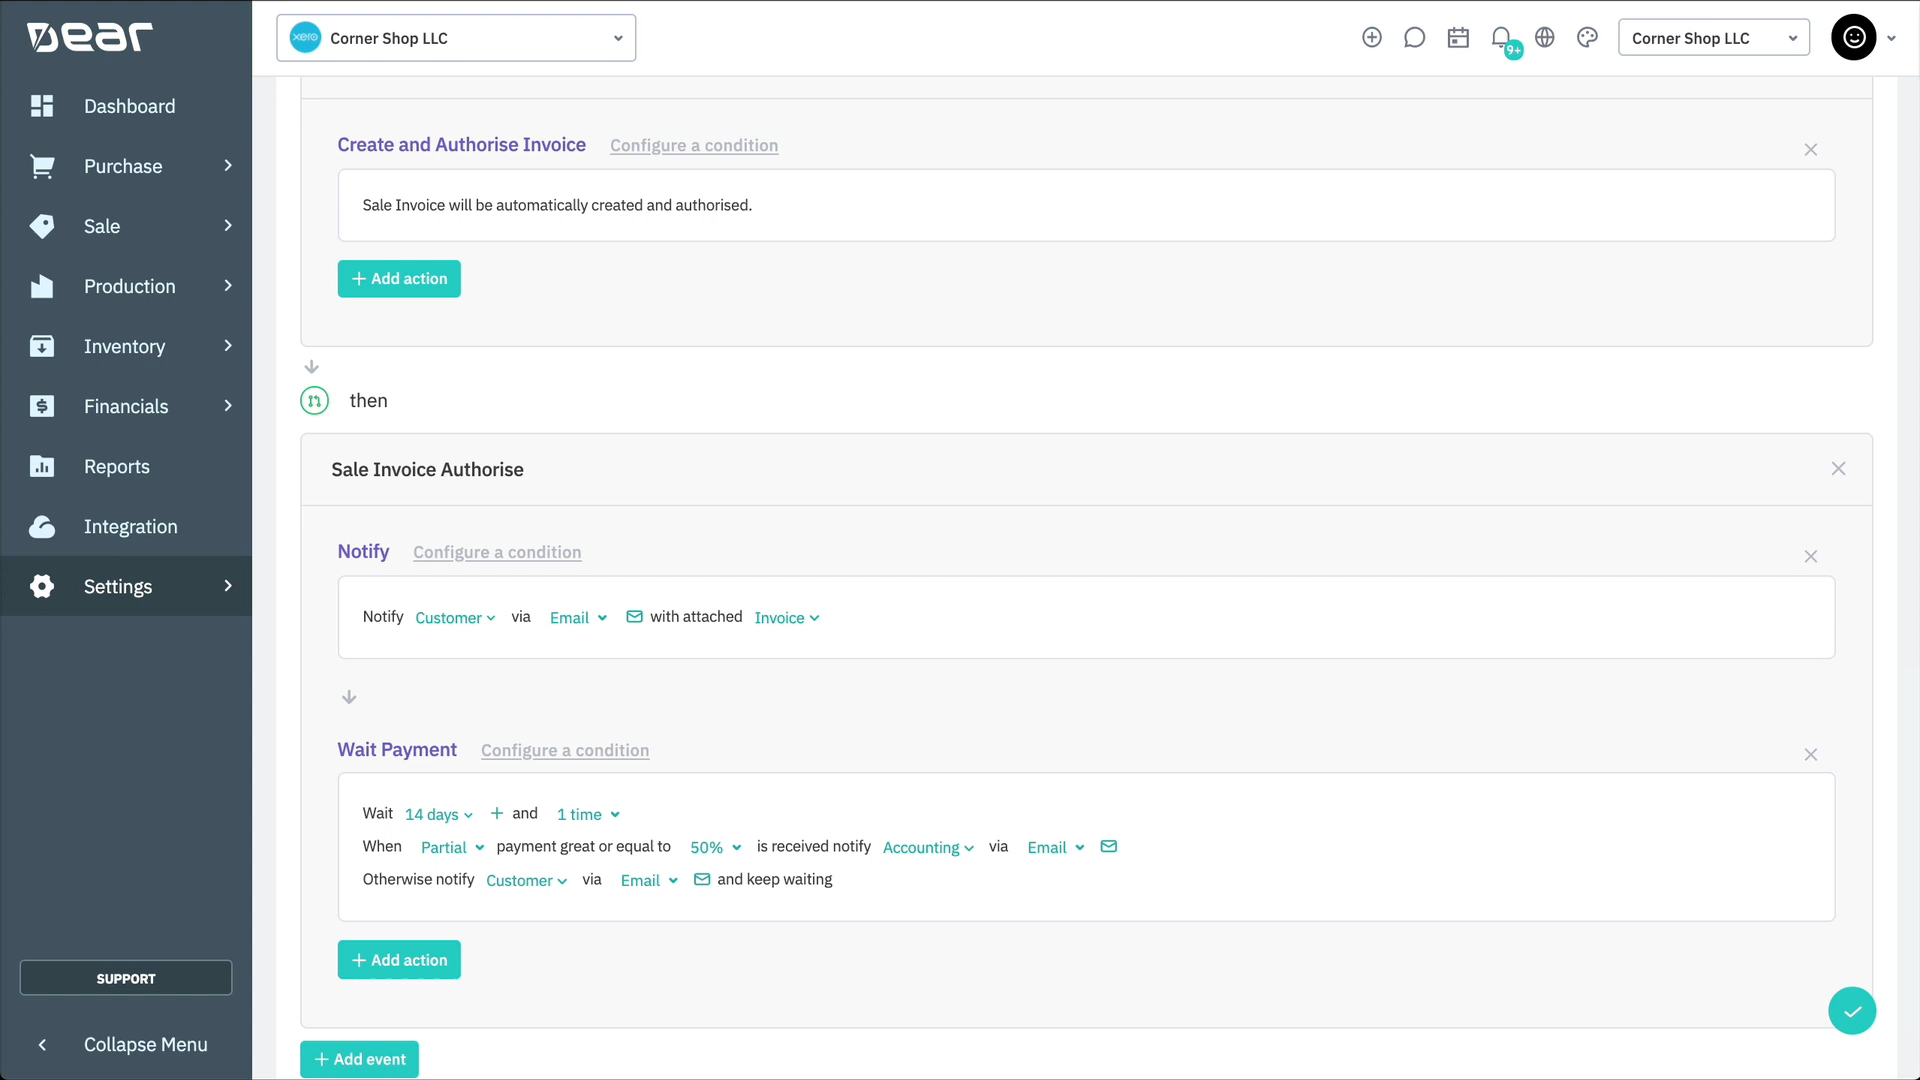 Dear
xero Corner Shop LLC
9+
Corner Shop LLC
Dashboard
Purchase
Sale
Production
Inventory
Financials
Reports
Integration
Settings
SUPPORT
Collapse Menu
Create and Authorise Invoice Configure a condition
Sale Invoice will be automatically created and authorised.
+ Add action
then
Sale Invoice Authorise
Notify Configure a condition
Notify Customer via Email with attached Invoice
Wait Payment Configure a condition
Wait 14 days + and 1 time
When Partial payment great or equal to 50% is received notify Accounting via Email
Otherwise notify Customer via Email and keep waiting
+ Add action
+ Add event